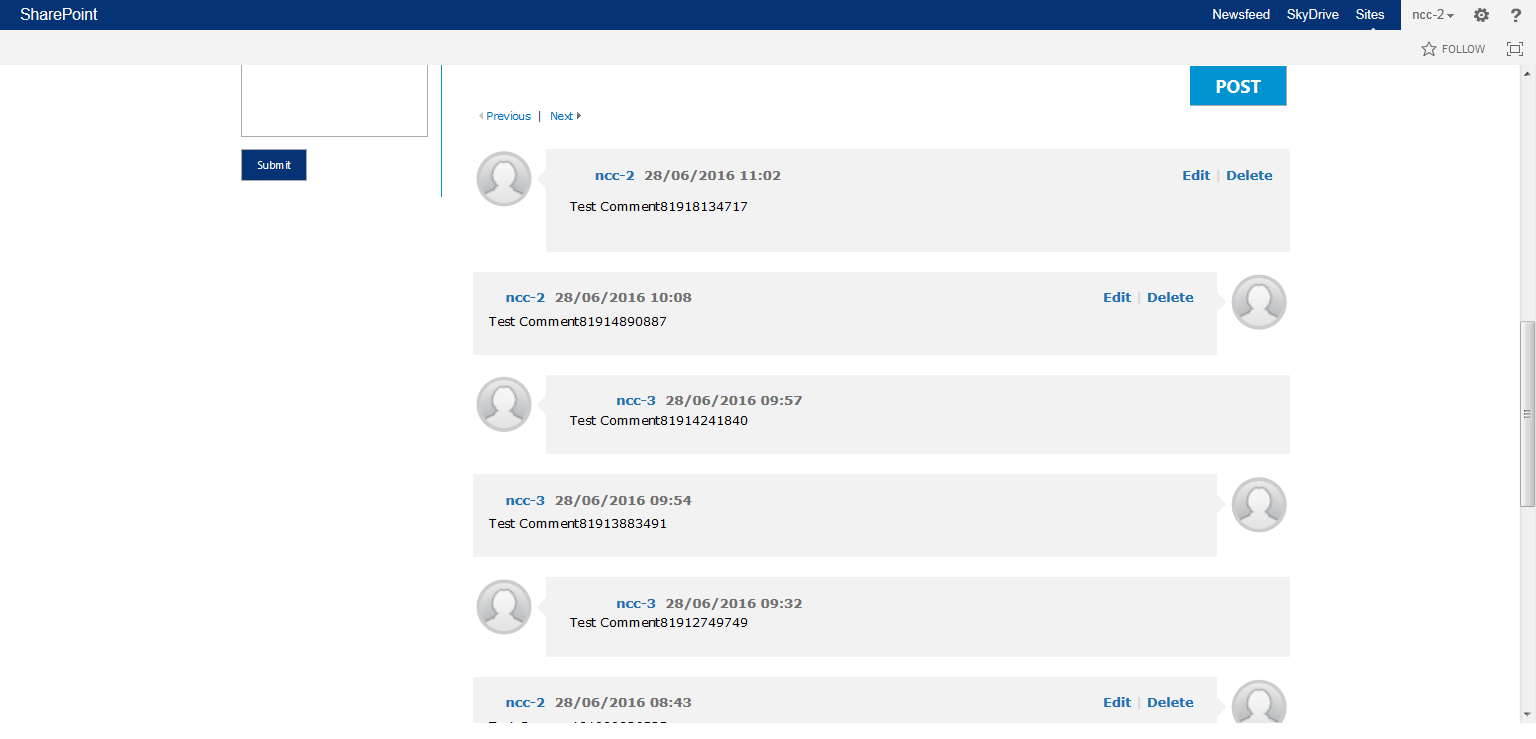 SharePoint Newsfeed SkyDrive Sites ncc-2 ?
FOLLOW
POST
Previous | Next
Submit
ncc-2 28/06/2016 11:02 Edit | Delete
Test Comment81918134717
ncc-2 28/06/2016 10:08 Edit | Delete
Test Comment81914890887
ncc-3 28/06/2016 09:57
Test Comment81914241840
ncc-3 28/06/2016 09:54
Test Comment81913883491
ncc-3 28/06/2016 09:32
Test Comment81912749749
ncc-2 28/06/2016 08:43 Edit | Delete